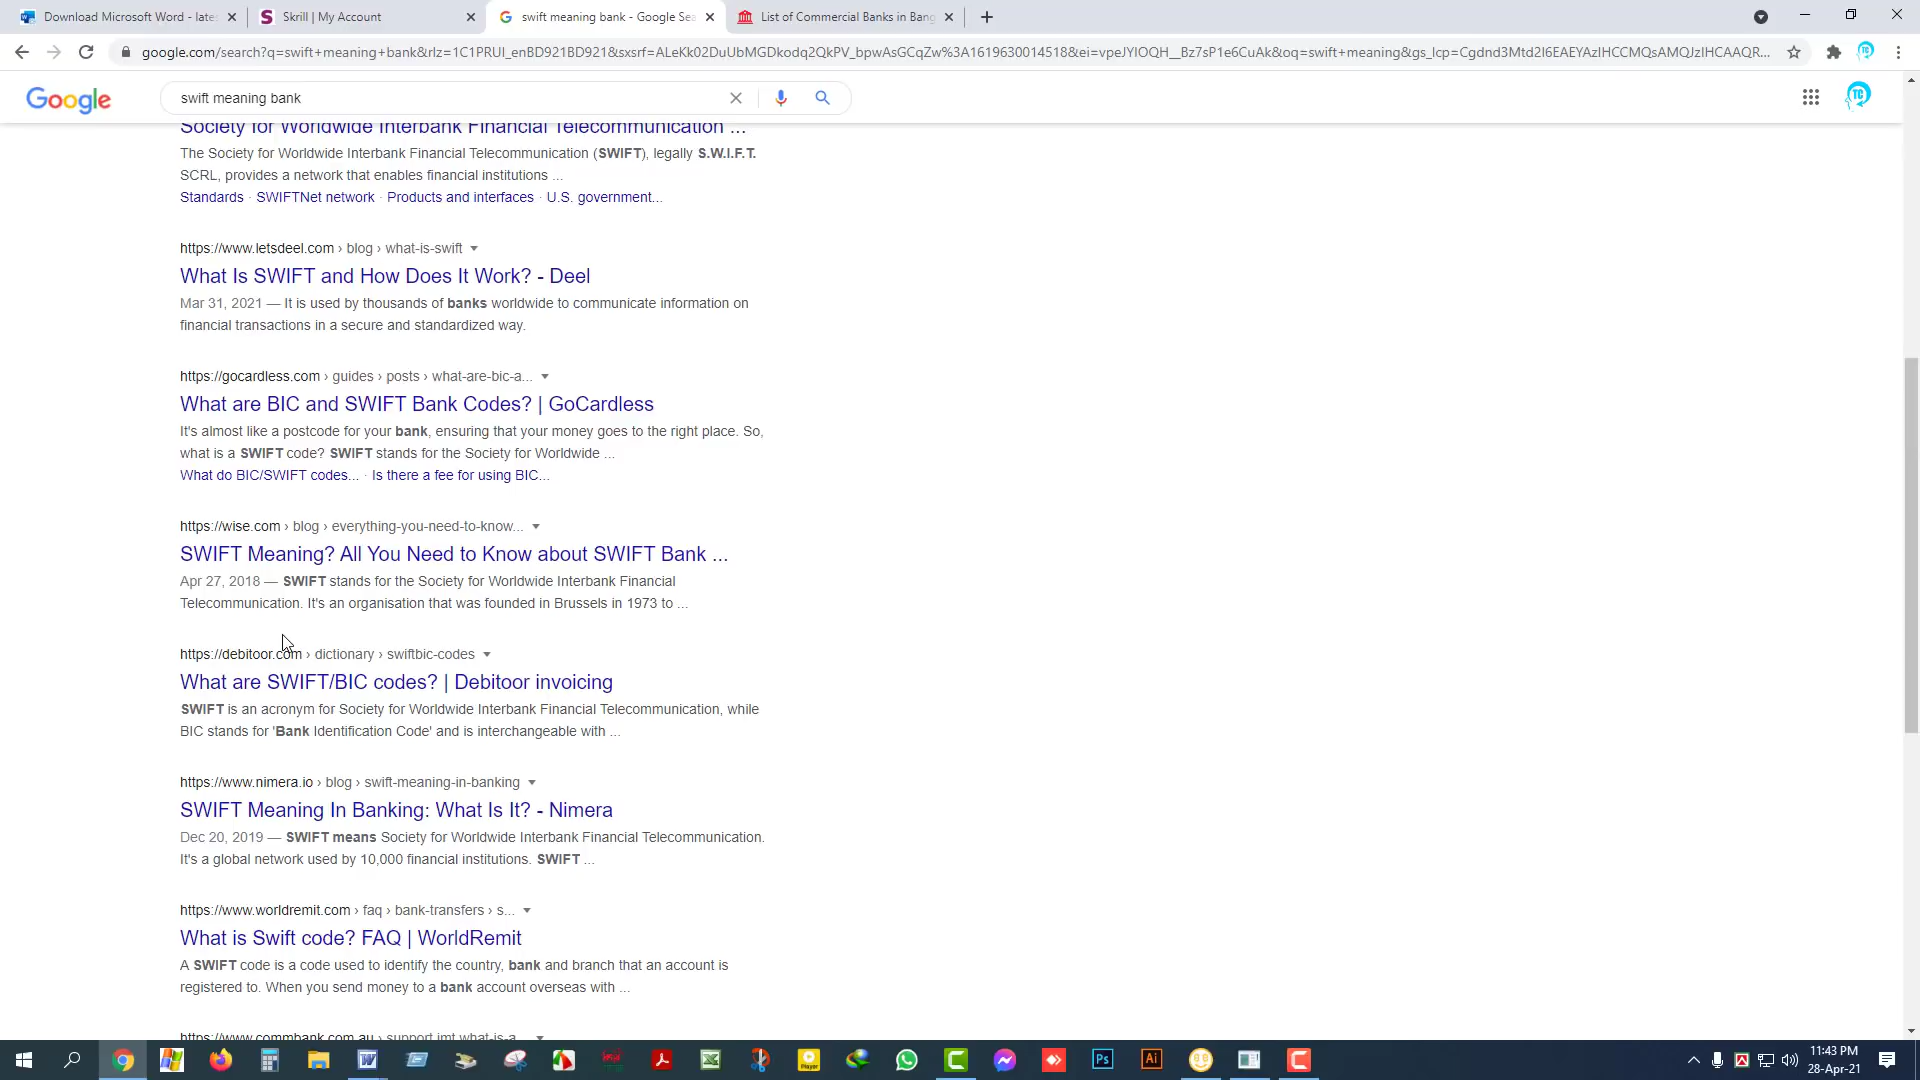 Download Microsoft Word - late
Skrill | My Account
swift meaning bank - Google Sea
List of Commercial Banks in Bang
google.com/search?q=swift+meaning+bank&rlz=1C1PRUI_enBD921BD921&sxsrf=ALeKk02DuUbMGDkodq2QkPV_bpwAsGCqZw%3A1619630014518&ei=vpeJYIOQH__Bz7sP1e6CuAk&oq=swift+meaning&gs_lcp=Cgdnd3Mtd2l6EAEYAzIHCCMQsAMQJzIHCAAQR...
Google
swift meaning bank
Society for Worldwide Interbank Financial Telecommunication ...
The Society for Worldwide Interbank Financial Telecommunication (SWIFT), legally S.W.I.F.T.
SCRL, provides a network that enables financial institutions ...
Standards · SWIFTNet network · Products and interfaces · U.S. government...
https://www.letsdeel.com › blog › what-is-swift
What Is SWIFT and How Does It Work? - Deel
Mar 31, 2021 — It is used by thousands of banks worldwide to communicate information on
financial transactions in a secure and standardized way.
https://gocardless.com › guides › posts › what-are-bic-a...
What are BIC and SWIFT Bank Codes? | GoCardless
It's almost like a postcode for your bank, ensuring that your money goes to the right place. So,
what is a SWIFT code? SWIFT stands for the Society for Worldwide ...
What do BIC/SWIFT codes... · Is there a fee for using BIC...
https://wise.com › blog › everything-you-need-to-know...
SWIFT Meaning? All You Need to Know about SWIFT Bank ...
Apr 27, 2018 — SWIFT stands for the Society for Worldwide Interbank Financial
Telecommunication. It's an organisation that was founded in Brussels in 1973 to ...
https://debitoor.com › dictionary › swiftbic-codes
What are SWIFT/BIC codes? | Debitoor invoicing
SWIFT is an acronym for Society for Worldwide Interbank Financial Telecommunication, while
BIC stands for 'Bank Identification Code' and is interchangeable with ...
https://www.nimera.io › blog › swift-meaning-in-banking
SWIFT Meaning In Banking: What Is It? - Nimera
Dec 20, 2019 — SWIFT means Society for Worldwide Interbank Financial Telecommunication.
It's a global network used by 10,000 financial institutions. SWIFT ...
https://www.worldremit.com › faq › bank-transfers › s...
What is Swift code? FAQ | WorldRemit
A SWIFT code is a code used to identify the country, bank and branch that an account is
registered to. When you send money to a bank account overseas with ...
https://www.commbank.com.au › support.imt.what-is-a...
11:43 PM
28-Apr-21